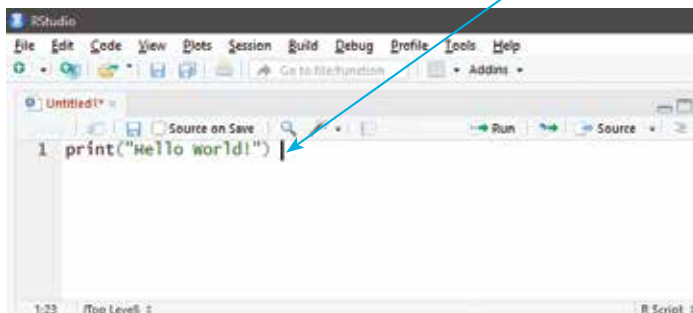 RStudio
File Edit Code View Plots Session Build Debug Profile Tools Help
Go to file/function Addins
Untitled1*
Source on Save Run Source
1 print("Hello World!")
1:23 (Top Level) R Script